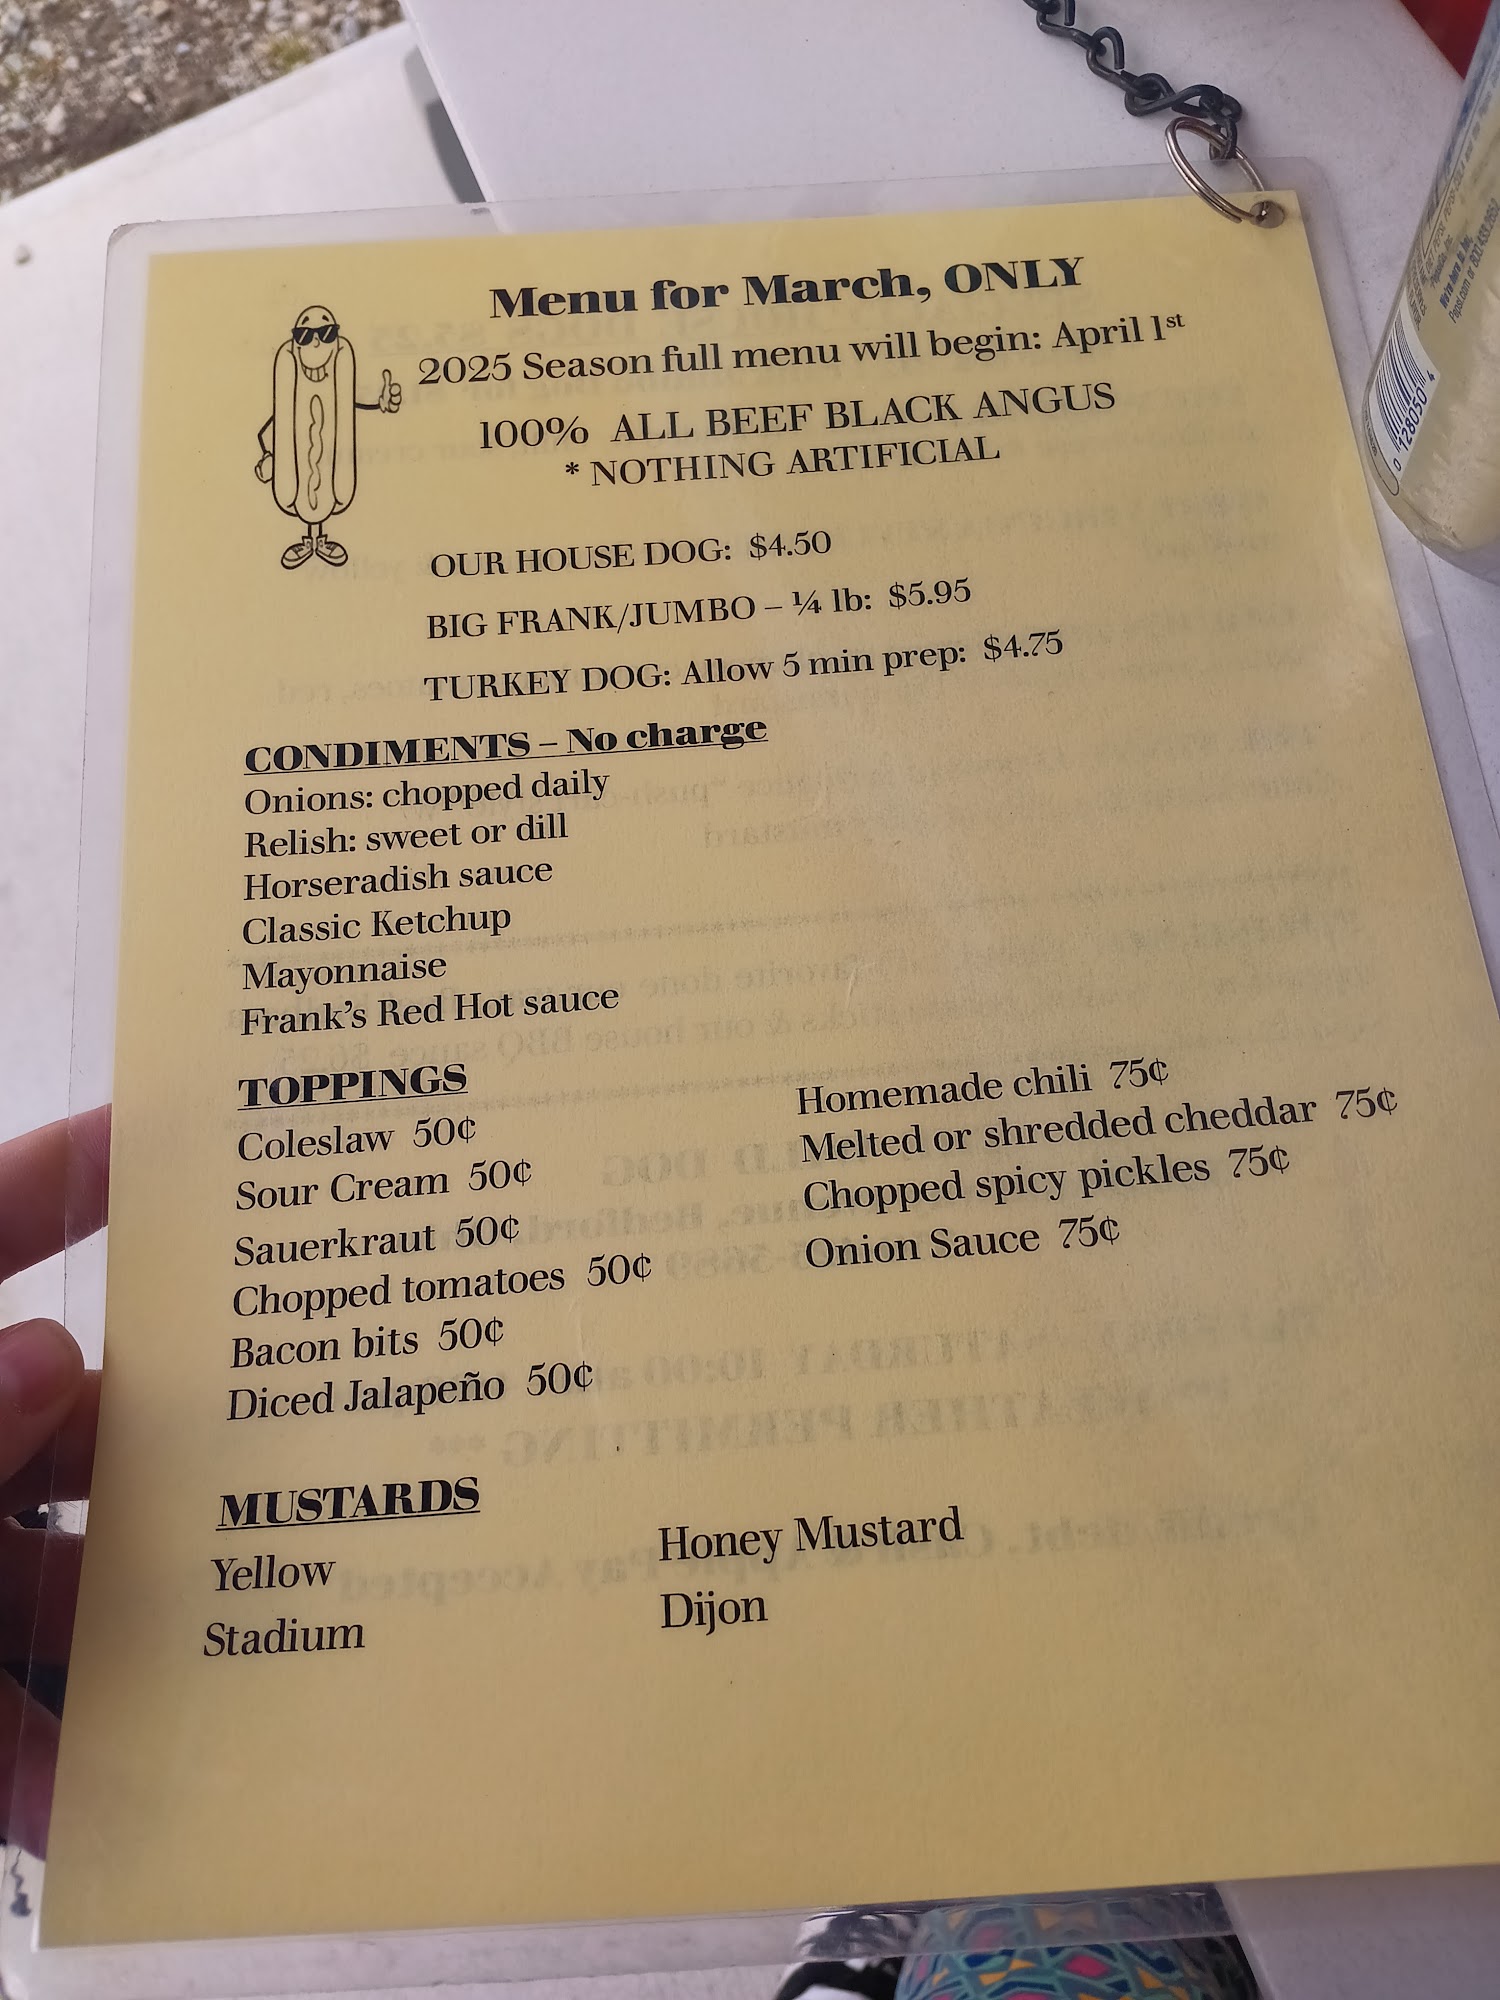 Menu for March, ONLY
2025 Season full menu will begin: April 1st
100% ALL BEEF BLACK ANGUS
* NOTHING ARTIFICIAL
OUR HOUSE DOG: $4.50
BIG FRANK/JUMBO – ¼ lb: $5.95
TURKEY DOG: Allow 5 min prep: $4.75
CONDIMENTS – No charge
Onions: chopped daily
Relish: sweet or dill
Horseradish sauce
Classic Ketchup
Mayonnaise
Frank's Red Hot sauce
TOPPINGS
Coleslaw 50¢
Sour Cream 50¢
Sauerkraut 50¢
Chopped tomatoes 50¢
Bacon bits 50¢
Diced Jalapeño 50¢
Homemade chili 75¢
Melted or shredded cheddar 75¢
Chopped spicy pickles 75¢
Onion Sauce 75¢
MUSTARDS
Yellow
Stadium
Honey Mustard
Dijon
We're here to help.